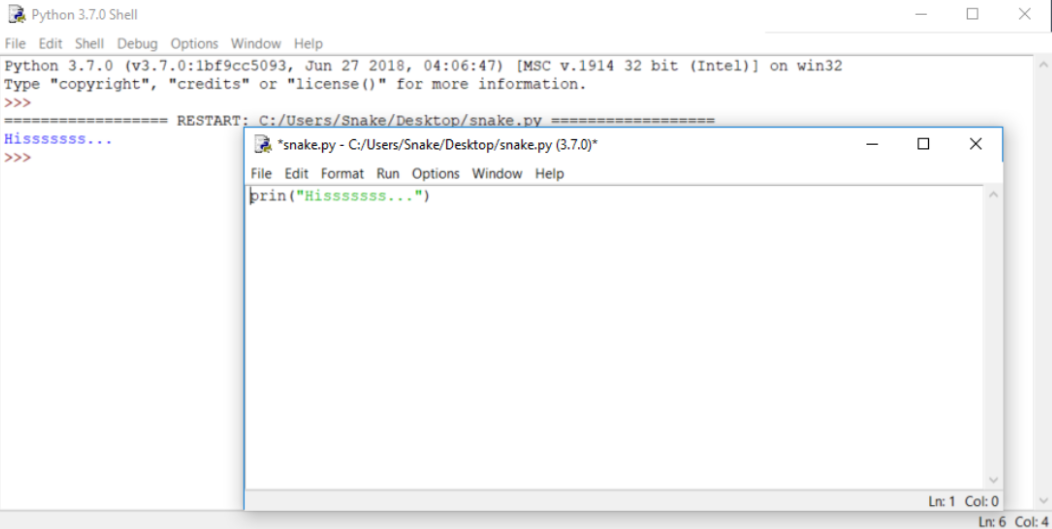 Python 3.7.0 Shell
File Edit Shell Debug Options Window Help
Python 3.7.0 (v3.7.0:1bf9cc5093, Jun 27 2018, 04:06:47) [MSC v.1914 32 bit (Intel)] on win32
Type "copyright", "credits" or "license()" for more information.
>>>
================== RESTART: C:/Users/Snake/Desktop/snake.py ==================
Hisssssss...
>>>
*snake.py - C:/Users/Snake/Desktop/snake.py (3.7.0)*
File Edit Format Run Options Window Help
prin("Hisssssss...")
Ln: 1 Col: 0
Ln: 6 Col: 4